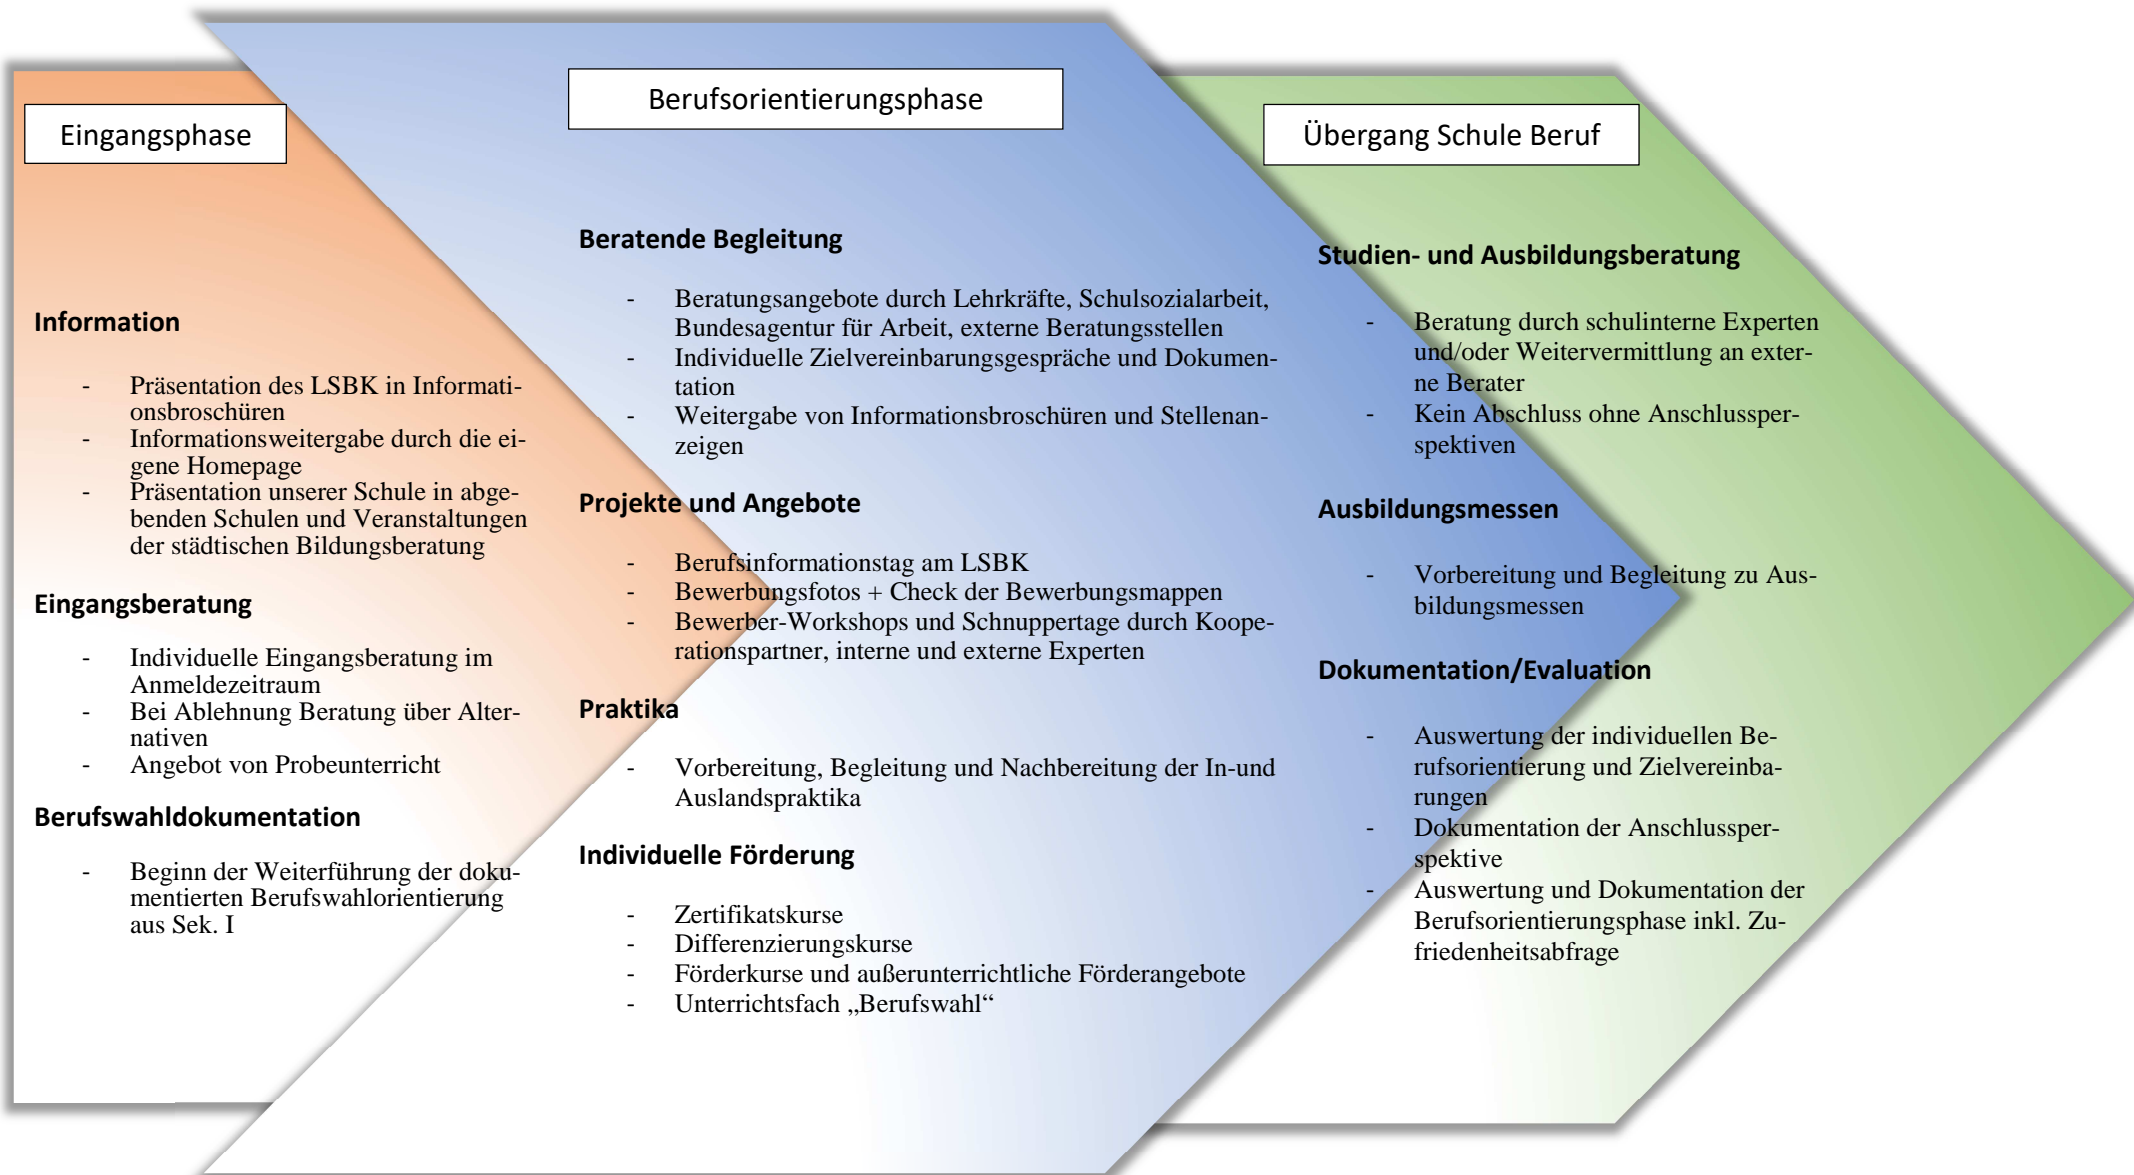 Eingangsphase
Information
- Präsentation des LSBK in Informati-
onsbroschüren
- Informationsweitergabe durch die ei-
gene Homepage
- Präsentation unserer Schule in abge-
benden Schulen und Veranstaltungen
der städtischen Bildungsberatung
Eingangsberatung
- Individuelle Eingangsberatung im
Anmeldezeitraum
- Bei Ablehnung Beratung über Alter-
nativen
- Angebot von Probeunterricht
Berufswahldokumentation
- Beginn der Weiterführung der doku-
mentierten Berufswahlorientierung
aus Sek. I
Berufsorientierungsphase
Beratende Begleitung
- Beratungsangebote durch Lehrkräfte, Schulsozialarbeit,
Bundesagentur für Arbeit, externe Beratungsstellen
- Individuelle Zielvereinbarungsgespräche und Dokumen-
tation
- Weitergabe von Informationsbroschüren und Stellenan-
zeigen
Projekte und Angebote
- Berufsinformationstag am LSBK
- Bewerbungsfotos + Check der Bewerbungsmappen
- Bewerber-Workshops und Schnuppertage durch Koope-
rationspartner, interne und externe Experten
Praktika
- Vorbereitung, Begleitung und Nachbereitung der In-und
Auslandspraktika
Individuelle Förderung
- Zertifikatskurse
- Differenzierungskurse
- Förderkurse und außerunterrichtliche Förderangebote
- Unterrichtsfach „Berufswahl“
Übergang Schule Beruf
Studien- und Ausbildungsberatung
- Beratung durch schulinterne Experten
und/oder Weitervermittlung an exter-
ne Berater
- Kein Abschluss ohne Anschlussper-
spektiven
Ausbildungsmessen
- Vorbereitung und Begleitung zu Aus-
bildungsmessen
Dokumentation/Evaluation
- Auswertung der individuellen Be-
rufsorientierung und Zielvereinba-
rungen
- Dokumentation der Anschlussper-
spektive
- Auswertung und Dokumentation der
Berufsorientierungsphase inkl. Zu-
friedenheitsabfrage